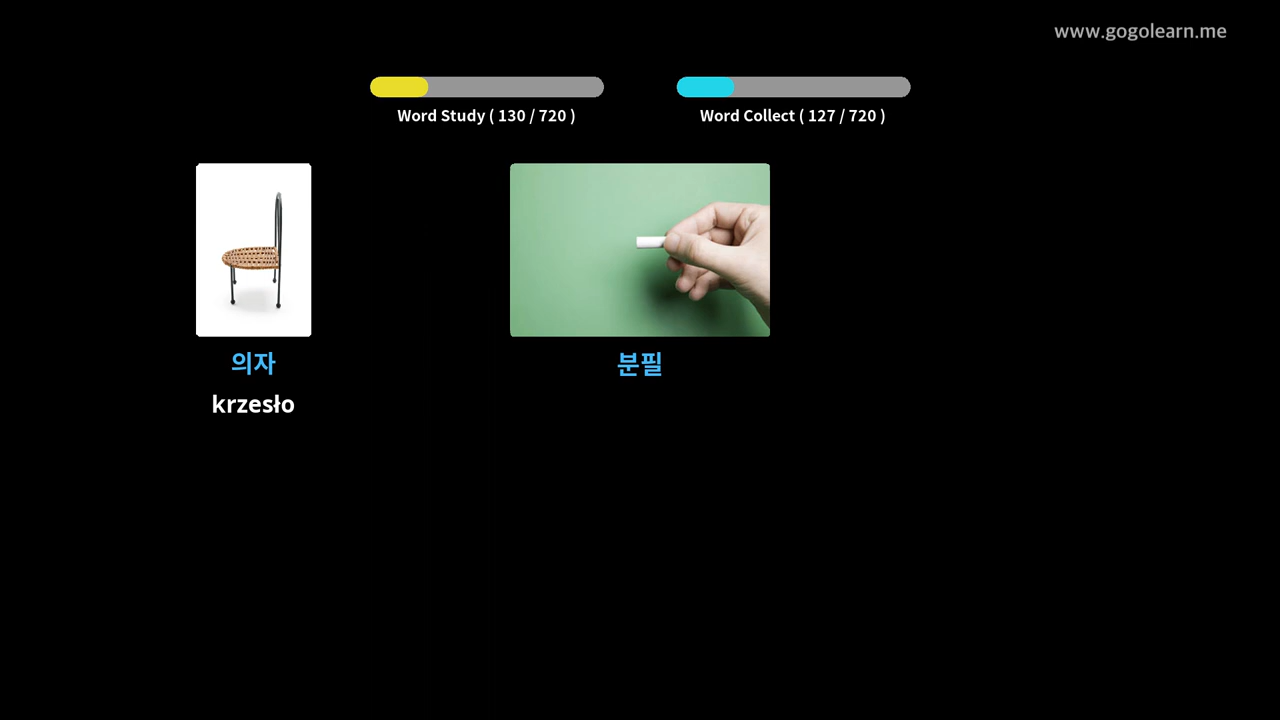 www.gogolearn.me
Word Study ( 130 / 720 )
Word Collect ( 127 / 720 )
의자
krzesło
분필